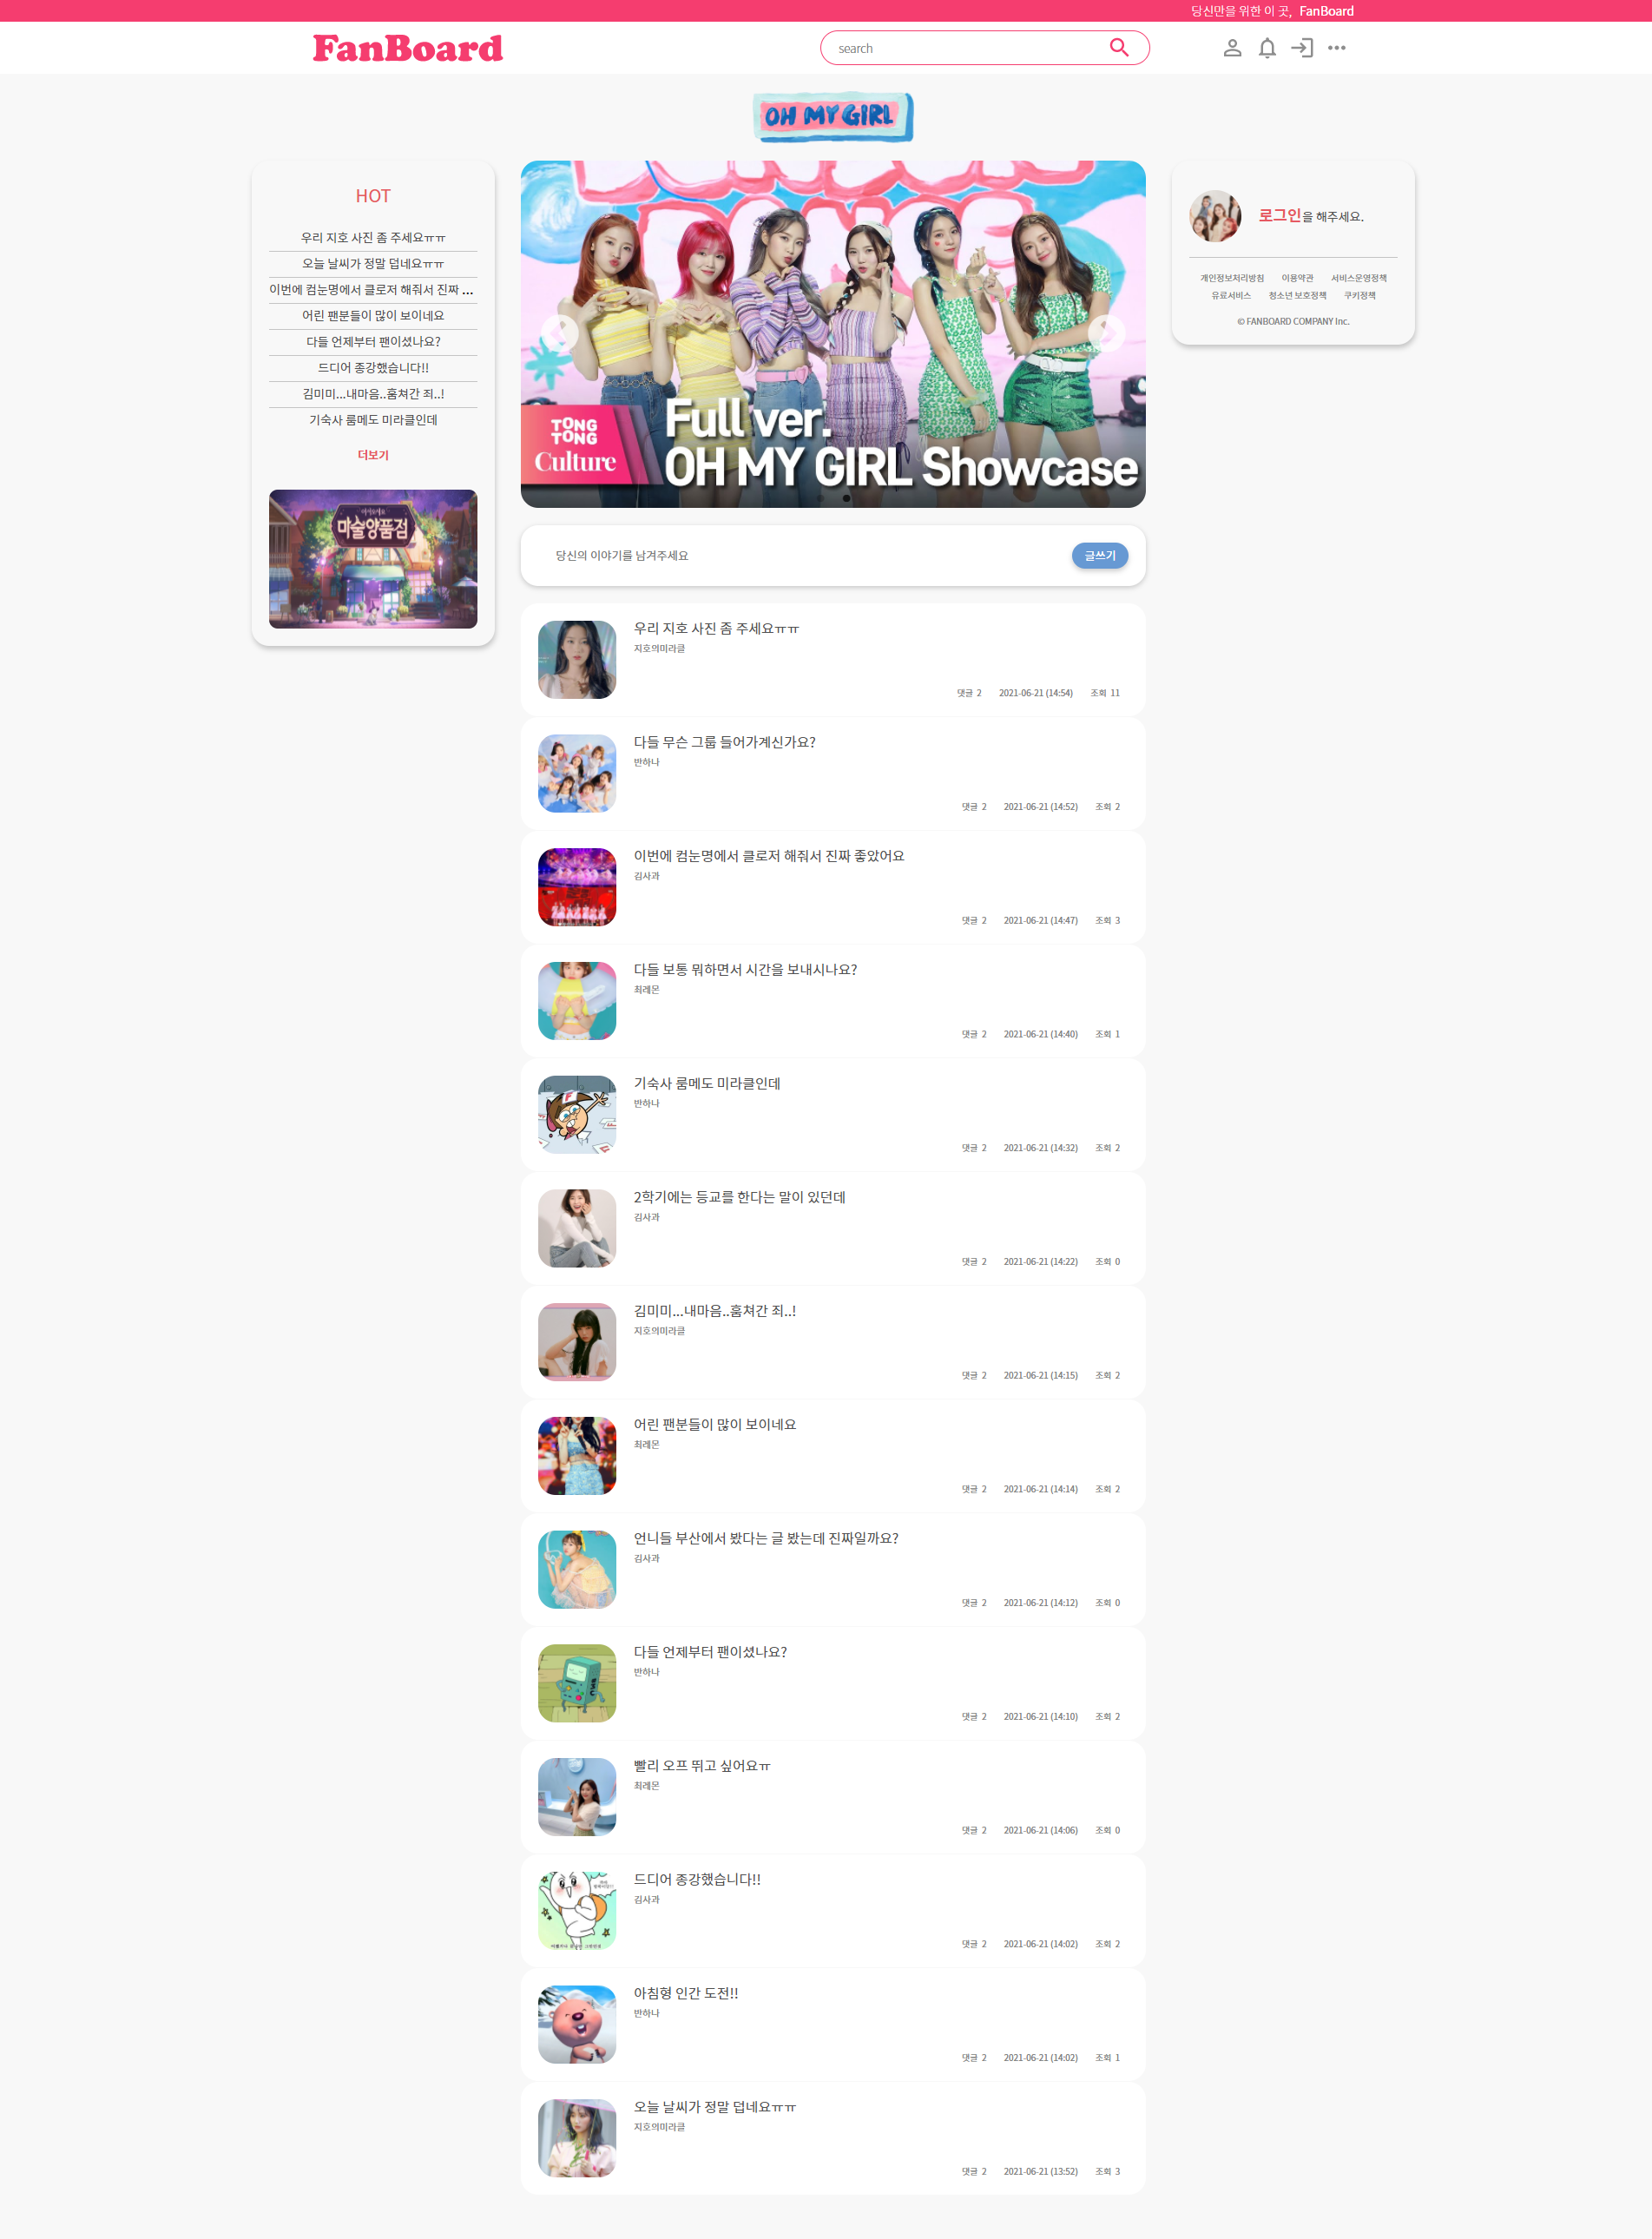 당신만을 위한 이 곳, FanBoard
FanBoard
search
OH MY GIRL
HOT
우리 지호 사진 좀 주세요ㅠㅠ
오늘 날씨가 정말 덥네요ㅠㅠ
이번에 컴눈명에서 클로저 해줘서 진짜 ...
어린 팬분들이 많이 보이네요
다들 언제부터 팬이셨나요?
드디어 종강했습니다!!
김미미...내마음..훔쳐간 죄..!
기숙사 룸메도 미라클인데
더보기
마술양품점
TONG
TONG
Culture
Full ver.
OH MY GIRL Showcase
로그인을 해주세요.
개인정보처리방침 이용약관 서비스운영정책
유료서비스 청소년 보호정책 쿠키정책
© FANBOARD COMPANY Inc.
당신의 이야기를 남겨주세요
글쓰기
우리 지호 사진 좀 주세요ㅠㅠ
지호의미라클
댓글 2 2021-06-21 (14:54) 조회 11
다들 무슨 그룹 들어가계신가요?
반하나
댓글 2 2021-06-21 (14:52) 조회 2
이번에 컴눈명에서 클로저 해줘서 진짜 좋았어요
김사과
댓글 2 2021-06-21 (14:47) 조회 3
다들 보통 뭐하면서 시간을 보내시나요?
최레몬
댓글 2 2021-06-21 (14:40) 조회 1
기숙사 룸메도 미라클인데
반하나
댓글 2 2021-06-21 (14:32) 조회 2
2학기에는 등교를 한다는 말이 있던데
김사과
댓글 2 2021-06-21 (14:22) 조회 0
김미미...내마음..훔쳐간 죄..!
지호의미라클
댓글 2 2021-06-21 (14:15) 조회 2
어린 팬분들이 많이 보이네요
최레몬
댓글 2 2021-06-21 (14:14) 조회 2
언니들 부산에서 봤다는 글 봤는데 진짜일까요?
김사과
댓글 2 2021-06-21 (14:12) 조회 0
다들 언제부터 팬이셨나요?
반하나
댓글 2 2021-06-21 (14:10) 조회 2
빨리 오프 뛰고 싶어요ㅠ
최레몬
댓글 2 2021-06-21 (14:06) 조회 0
드디어 종강했습니다!!
김사과
댓글 2 2021-06-21 (14:02) 조회 2
아침형 인간 도전!!
반하나
댓글 2 2021-06-21 (14:02) 조회 1
오늘 날씨가 정말 덥네요ㅠㅠ
지호의미라클
댓글 2 2021-06-21 (13:52) 조회 3